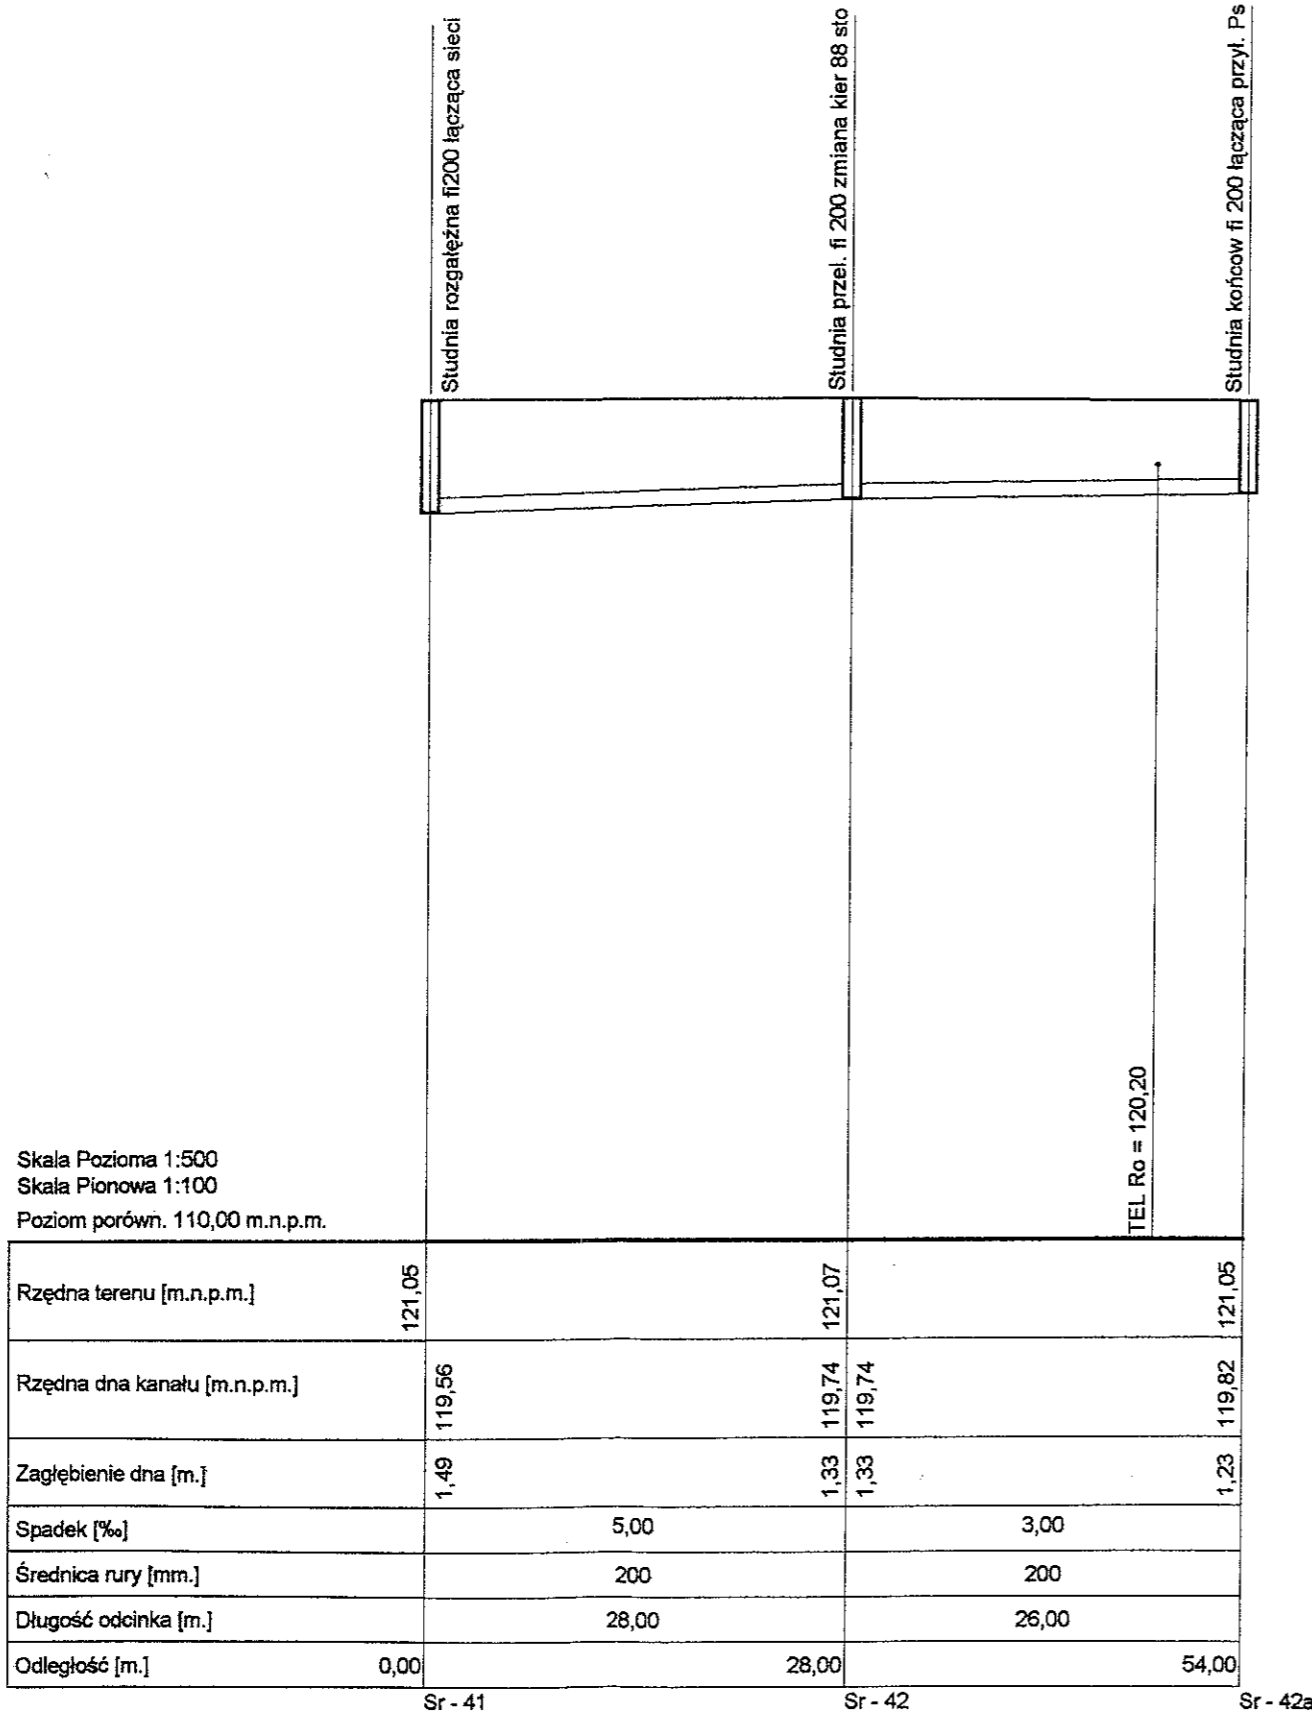 Studnia rozgałęźna fi200 łącząca sieci
Studnia przel. fi 200 zmiana kier 88 sto
Studnia końcow fi 200 łącząca przył. Ps
TEL Ro = 120,20
Skala Pozioma 1:500
Skala Pionowa 1:100
Poziom porówn. 110,00 m.n.p.m.
Rzędna terenu [m.n.p.m.] 121,05 121,07 121,05
Rzędna dna kanału [m.n.p.m.] 119,56 119,74 119,74 119,82
Zagłębienie dna [m.] 1,49 1,33 1,33 1,23
Spadek [‰] 5,00 3,00
Średnica rury [mm.] 200 200
Długość odcinka [m.] 28,00 26,00
Odległość [m.] 0,00 28,00 54,00
Sr - 41 Sr - 42 Sr - 42a